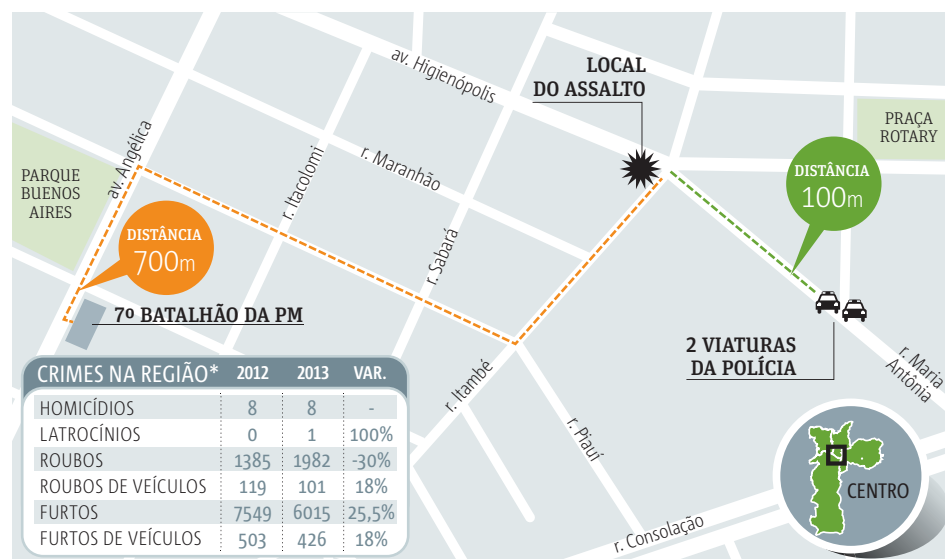 av. Higienópolis
LOCAL
DO ASSALTO
PRAÇA
ROTARY
av. Angélica
PARQUE
BUENOS
AIRES
r. Itacolomi
r. Maranhão
r. Sabará
DISTÂNCIA
100m
DISTÂNCIA
700m
7º BATALHÃO DA PM
2 VIATURAS
DA POLÍCIA
r. Maria
Antônia
r. Itambé
r. Piauí
r. Consolação
CENTRO
CRIMES NA REGIÃO* 2012 2013 VAR.
HOMICÍDIOS 8 8 -
LATROCÍNIOS 0 1 100%
ROUBOS 1385 1982 -30%
ROUBOS DE VEÍCULOS 119 101 18%
FURTOS 7549 6015 25,5%
FURTOS DE VEÍCULOS 503 426 18%